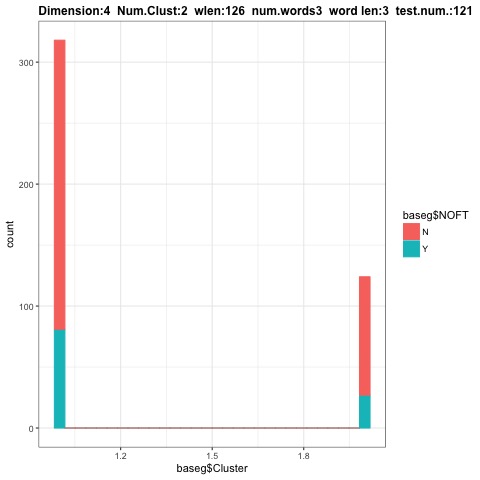 Dimension:4 Num.Clust:2 wlen:126 num.words3 word len:3 test.num.:121
300
200
100
0
count
1.2 1.5 1.8
baseg$Cluster
baseg$NOFT
N
Y